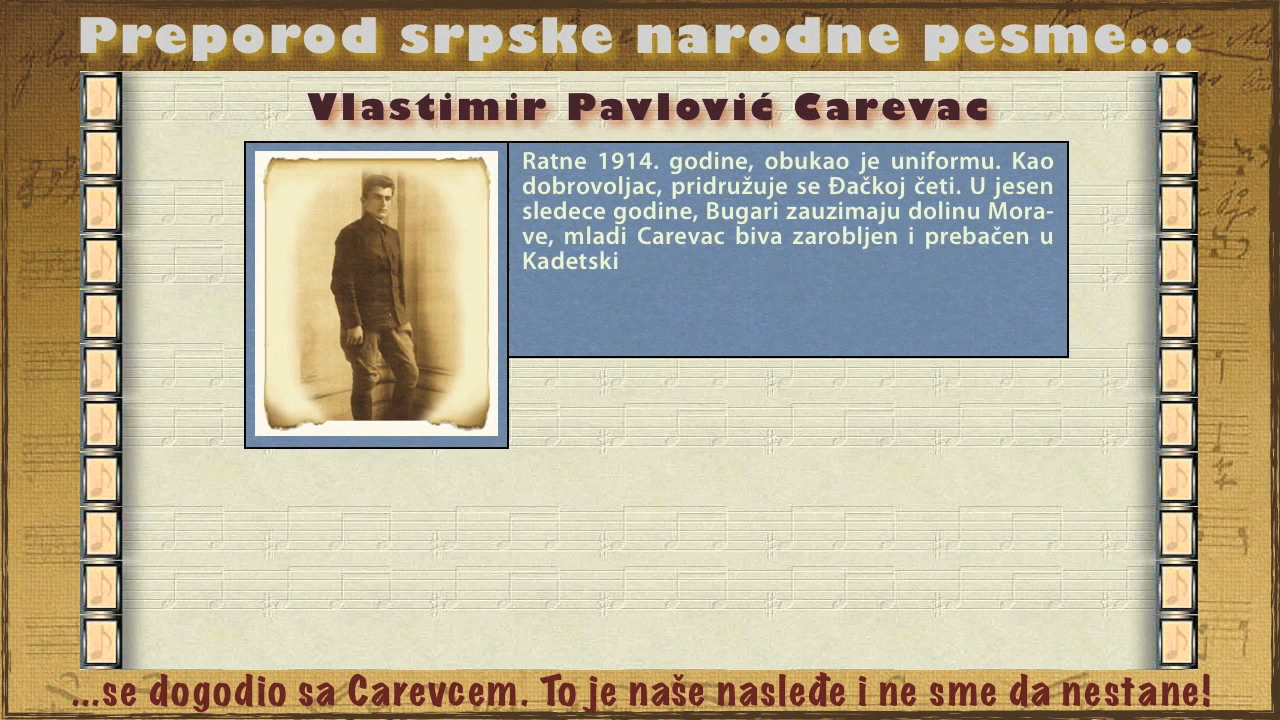 Preporod srpske narodne pesme...
Vlastimir Pavlović Carevac
Ratne 1914. godine, obukao je uniformu. Kao
dobrovoljac, pridružuje se Đačkoj četi. U jesen
sledece godine, Bugari zauzimaju dolinu Mora-
ve, mladi Carevac biva zarobljen i prebačen u
Kadetski
...se dogodio sa Carevcem. To je naše nasleđe i ne sme da nestane!